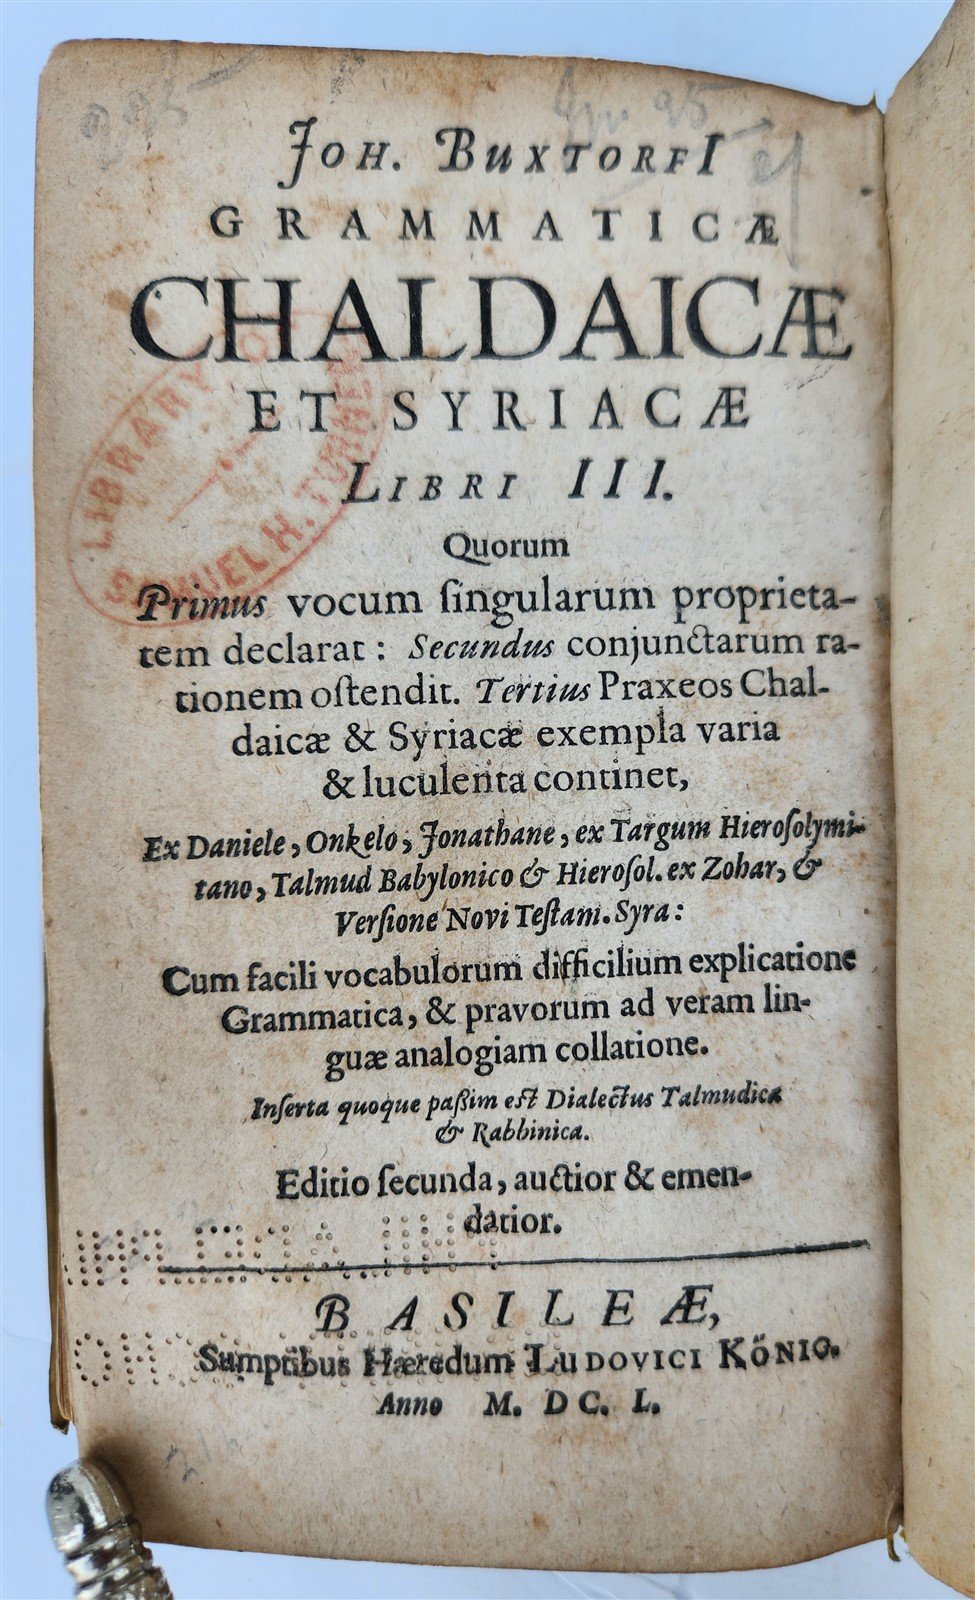 Joh. Buxtorfi
GRAMMATICÆ
CHALDAICÆ
ET SYRIACÆ
Libri III.
Quorum
Primus vocum ſingularum proprieta-
tem declarat: Secundus conjunctarum ra-
tionem oſtendit. Tertius Praxeos Chal-
daicæ & Syriacæ exempla varia
& luculenta continet,
Ex Daniele, Onkelo, Jonathane, ex Targum Hieroſolymi-
tano, Talmud Babylonico & Hieroſol. ex Zohar, &
Verſione Novi Teſtam. Syra:
Cum facili vocabulorum difficilium explicatione
Grammatica, & pravorum ad veram lin-
guæ analogiam collatione.
Inſerta quoque paßim eſt Dialectus Talmudica
& Rabbinica.
Editio ſecunda, auctior & emen-
datior.
BASILEÆ,
Sumptibus Hæredum Ludovici König.
Anno M. DC. L.
LIBRARY OF
SAMUEL H. TURNER